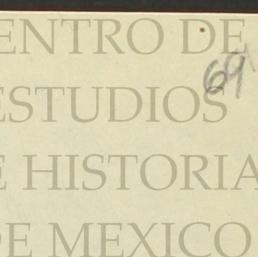 ENTRO DE
69
ESTUDIOS
E HISTORIA
DE MEXICO